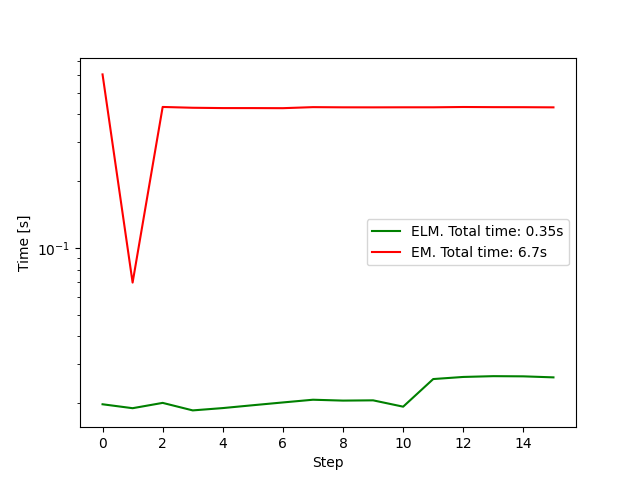 Time [s]
10⁻¹
ELM. Total time: 0.35s
EM. Total time: 6.7s
0 2 4 6 8 10 12 14
Step